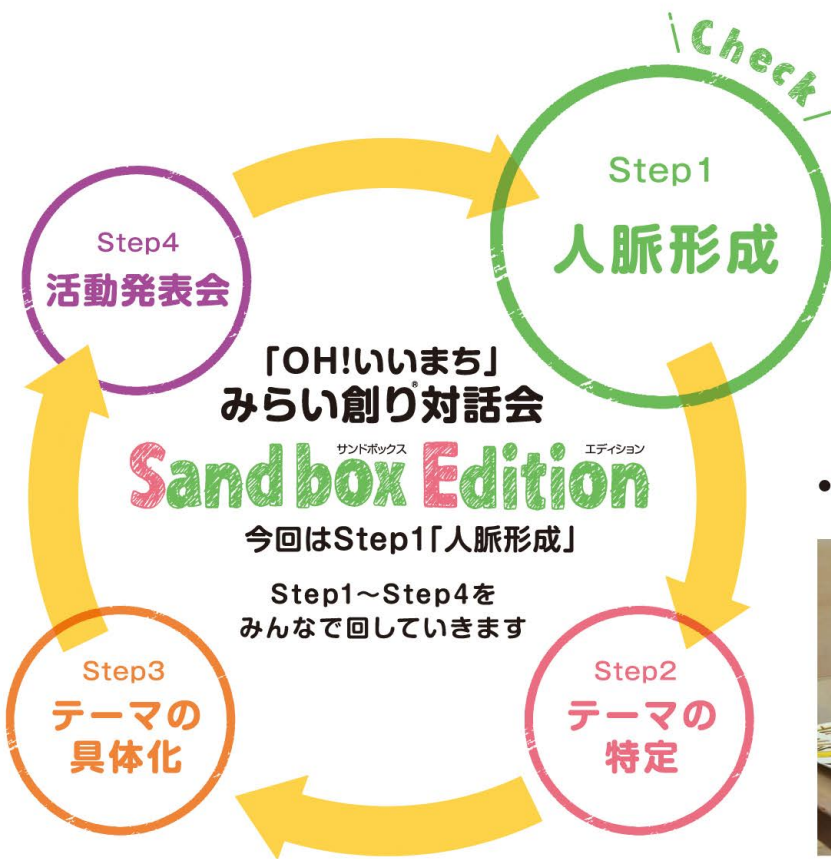 Check
Step1
人脈形成
Step4
活動発表会
「OH!いいまち」
みらい創り®対話会
サンドボックス エディション
Sandbox Edition
今回はStep1「人脈形成」
Step1~Step4を
みんなで回していきます
Step3
テーマの
具体化
Step2
テーマの
特定